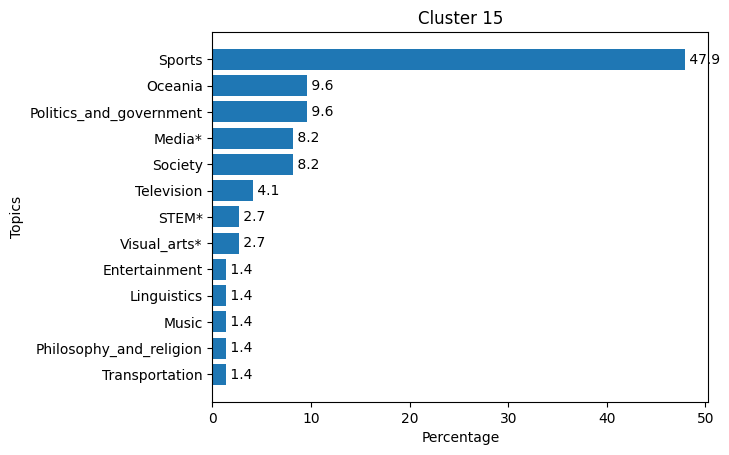 Cluster 15
Topics
Sports 47.9
Oceania 9.6
Politics_and_government 9.6
Media* 8.2
Society 8.2
Television 4.1
STEM* 2.7
Visual_arts* 2.7
Entertainment 1.4
Linguistics 1.4
Music 1.4
Philosophy_and_religion 1.4
Transportation 1.4
0 10 20 30 40 50
Percentage